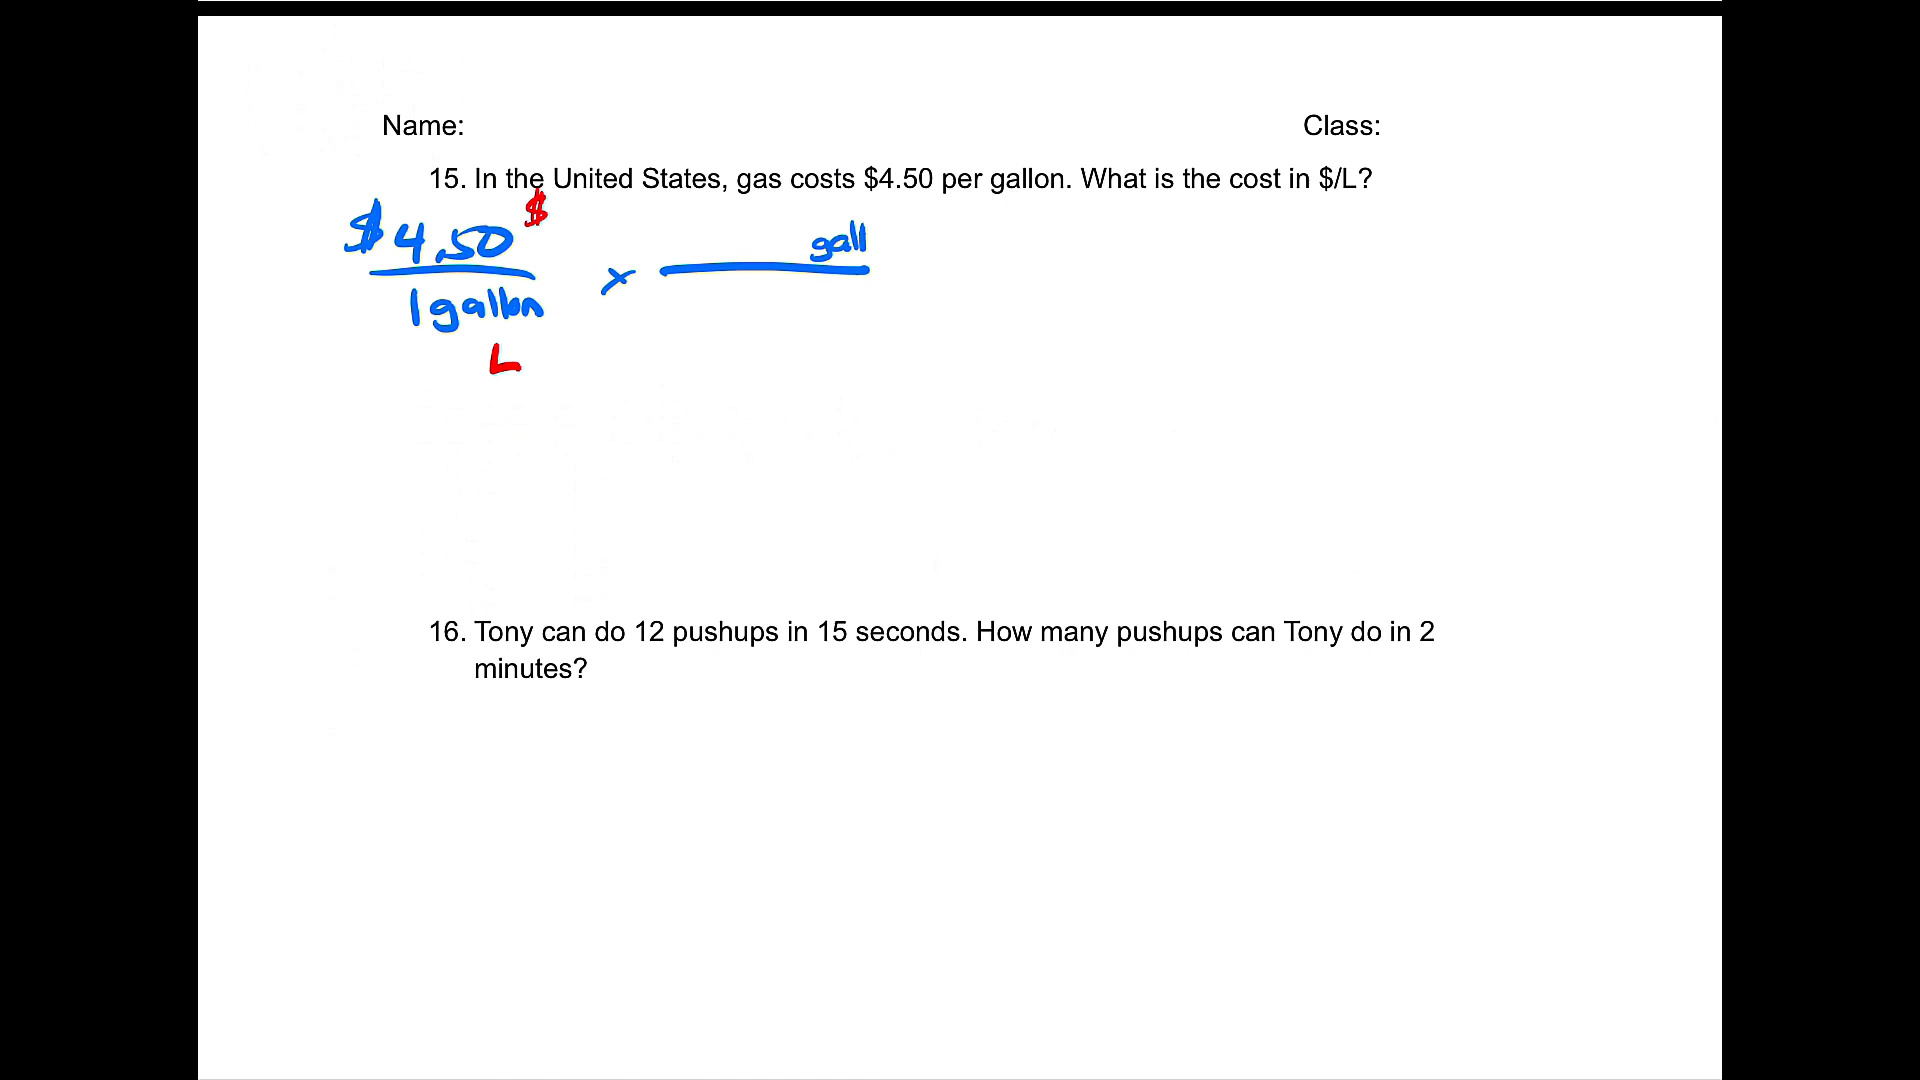 Name: Class:
15. In the United States, gas costs $4.50 per gallon. What is the cost in $/L?
$
$4.50
gall
x
1 gallon
L
16. Tony can do 12 pushups in 15 seconds. How many pushups can Tony do in 2
minutes?